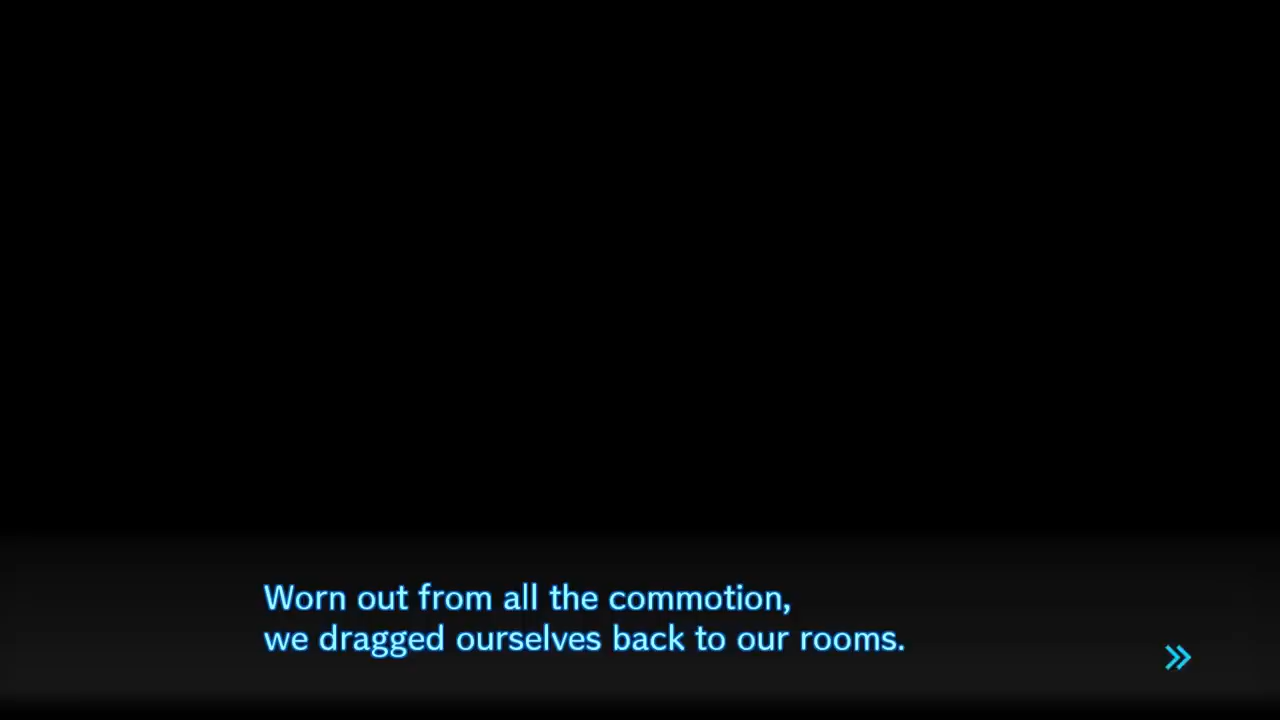 Worn out from all the commotion,
we dragged ourselves back to our rooms.